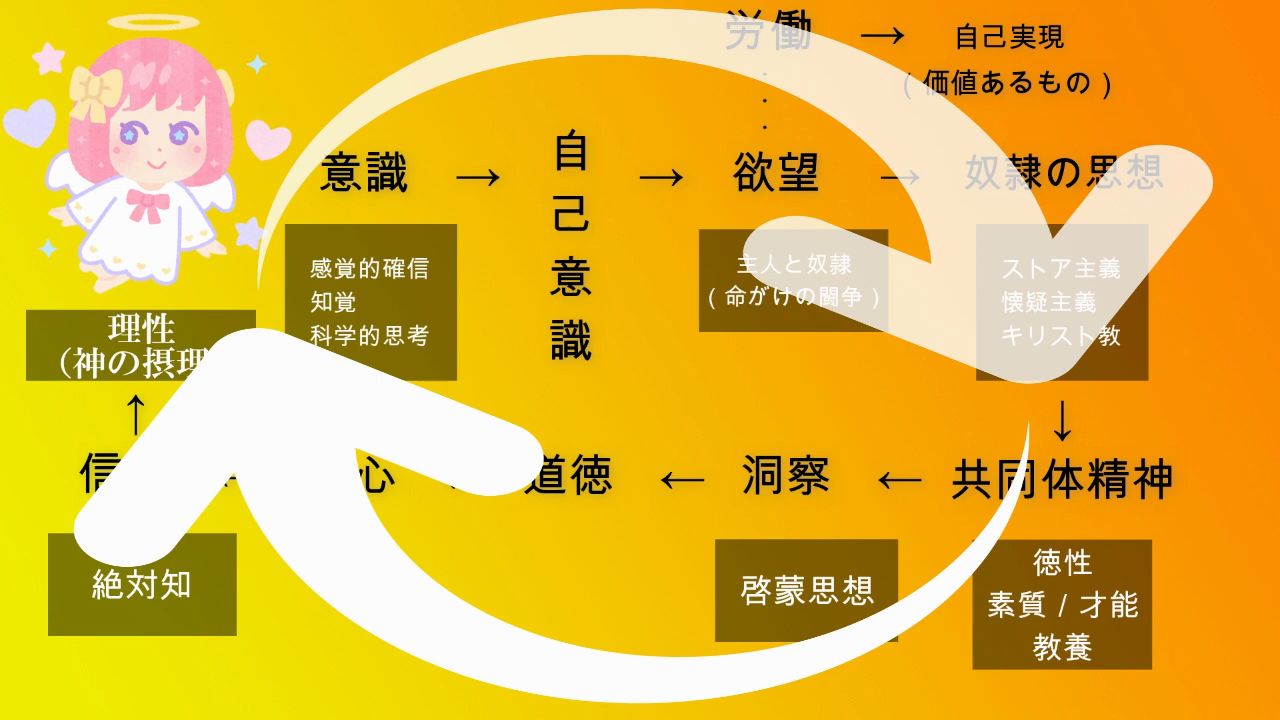 労働 → 自己実現
( 価値あるもの )
意識 → 自己意識 → 欲望 → 奴隷の思想
感覚的確信
知覚
科学的思考
主人と奴隷
( 命がけの闘争 )
ストア主義
懐疑主義
キリスト教
理性
（神の摂理
↑
↓
信
心
道徳 ← 洞察 ← 共同体精神
絶対知
啓蒙思想
徳性
素質 / 才能
教養